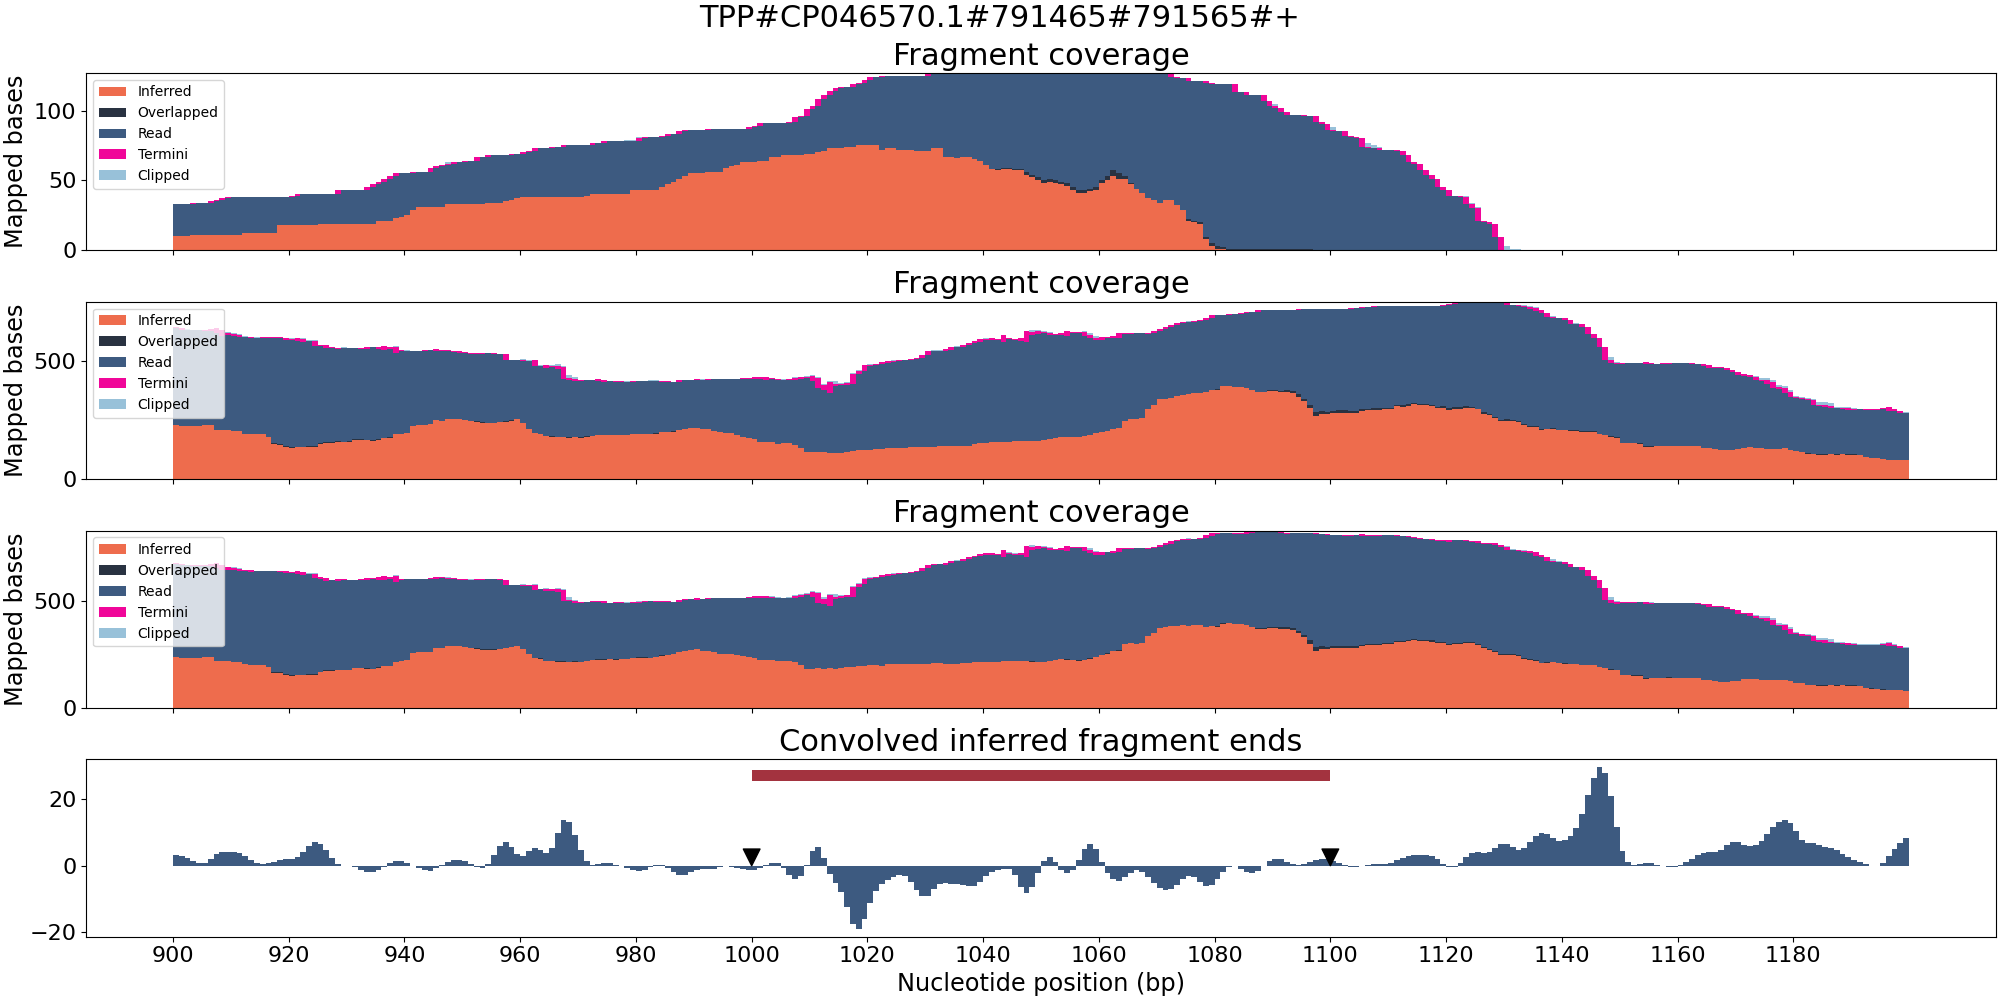 TPP#CP046570.1#791465#791565#+
Fragment coverage
Mapped bases
100
50
0
Inferred
Overlapped
Read
Termini
Clipped
Fragment coverage
Mapped bases
500
0
Inferred
Overlapped
Read
Termini
Clipped
Fragment coverage
Mapped bases
500
0
Inferred
Overlapped
Read
Termini
Clipped
Convolved inferred fragment ends
20
0
−20
900 920 940 960 980 1000 1020 1040 1060 1080 1100 1120 1140 1160 1180
Nucleotide position (bp)